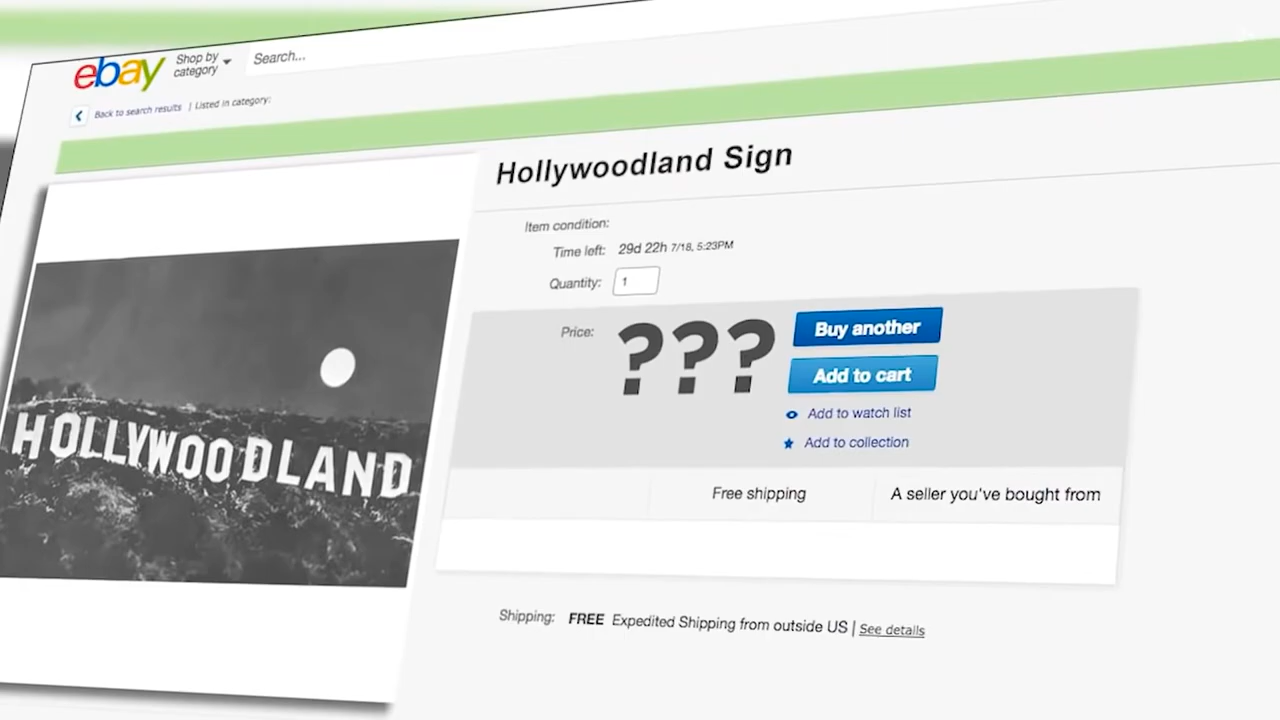 ebay
Shop by
category
Search...
Back to search results | Listed in category:
Hollywoodland Sign
Item condition:
Time left: 29d 22h 7/18, 5:23PM
Quantity: 1
Price: ???
Buy another
Add to cart
Add to watch list
Add to collection
Free shipping
A seller you've bought from
Shipping: FREE Expedited Shipping from outside US | See details
HOLLYWOODLAND